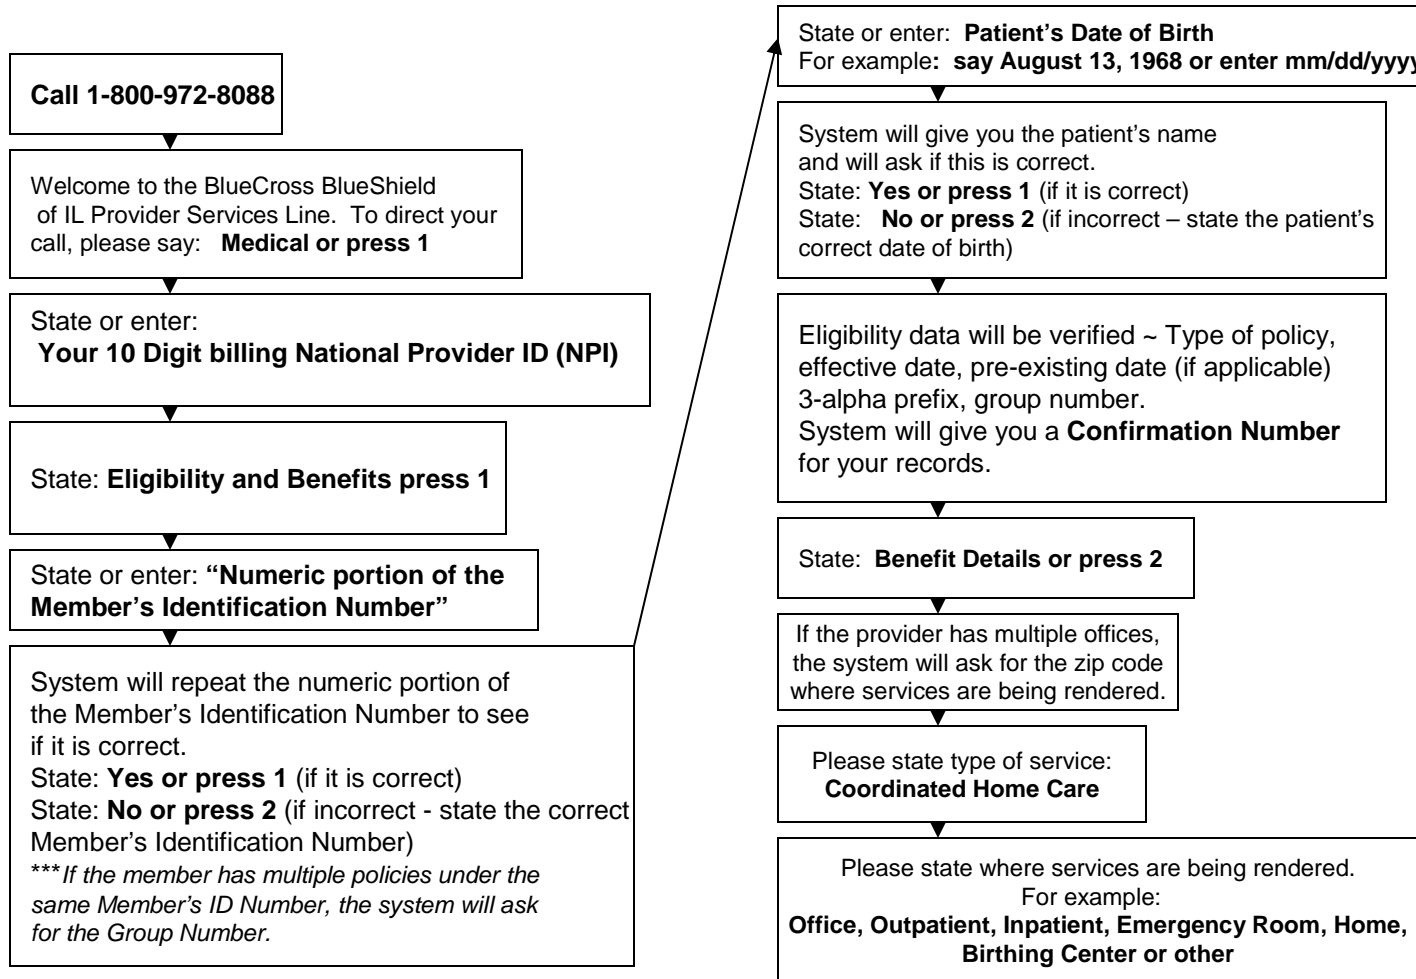 Call 1-800-972-8088
Welcome to the BlueCross BlueShield
of IL Provider Services Line. To direct your
call, please say: Medical or press 1
State or enter:
Your 10 Digit billing National Provider ID (NPI)
State: Eligibility and Benefits press 1
State or enter: “Numeric portion of the
Member’s Identification Number”
System will repeat the numeric portion of
the Member’s Identification Number to see
if it is correct.
State: Yes or press 1 (if it is correct)
State: No or press 2 (if incorrect - state the correct
Member’s Identification Number)
***If the member has multiple policies under the
same Member’s ID Number, the system will ask
for the Group Number.
State or enter: Patient’s Date of Birth
For example: say August 13, 1968 or enter mm/dd/yyyy
System will give you the patient’s name
and will ask if this is correct.
State: Yes or press 1 (if it is correct)
State: No or press 2 (if incorrect – state the patient’s
correct date of birth)
Eligibility data will be verified ~ Type of policy,
effective date, pre-existing date (if applicable)
3-alpha prefix, group number.
System will give you a Confirmation Number
for your records.
State: Benefit Details or press 2
If the provider has multiple offices,
the system will ask for the zip code
where services are being rendered.
Please state type of service:
Coordinated Home Care
Please state where services are being rendered.
For example:
Office, Outpatient, Inpatient, Emergency Room, Home,
Birthing Center or other